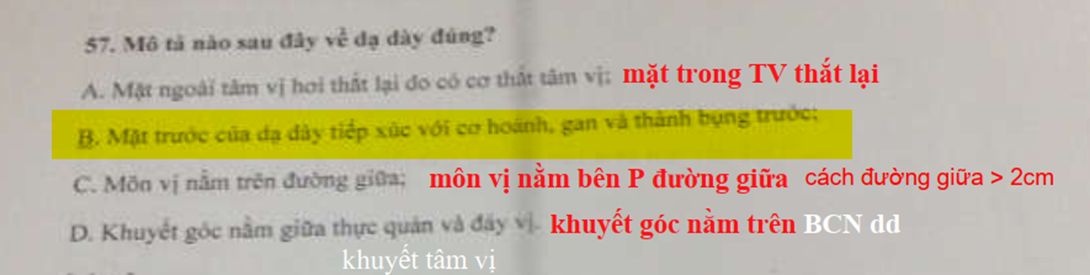 57. Mô tả nào sau đây về dạ dày đúng?
A. Mặt ngoài tâm vị hơi thắt lại do có cơ thắt tâm vị; mặt trong TV thắt lại
B. Mặt trước của dạ dày tiếp xúc với cơ hoành, gan và thành bụng trước;
C. Môn vị nằm trên đường giữa; môn vị nằm bên P đường giữa cách đường giữa > 2cm
D. Khuyết góc nằm giữa thực quản và đáy vị. khuyết góc nằm trên BCN dd
khuyết tâm vị